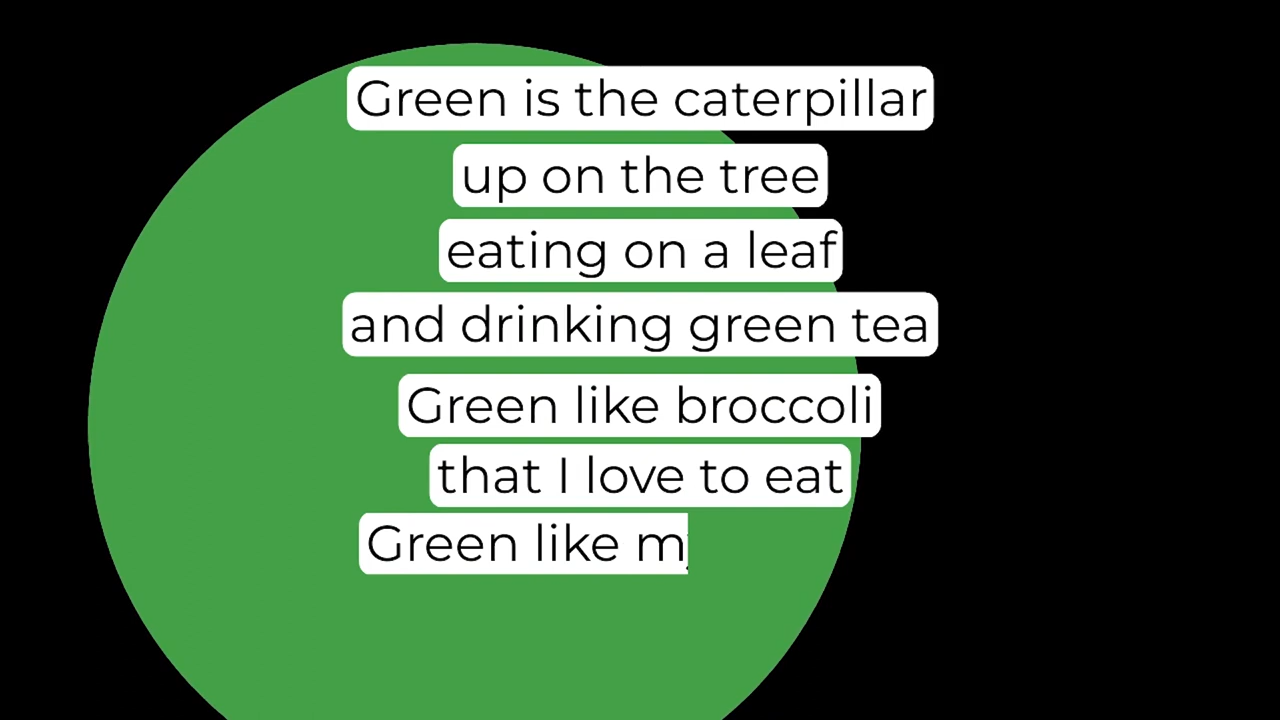 Green is the caterpillar
up on the tree
eating on a leaf
and drinking green tea
Green like broccoli
that I love to eat
Green like